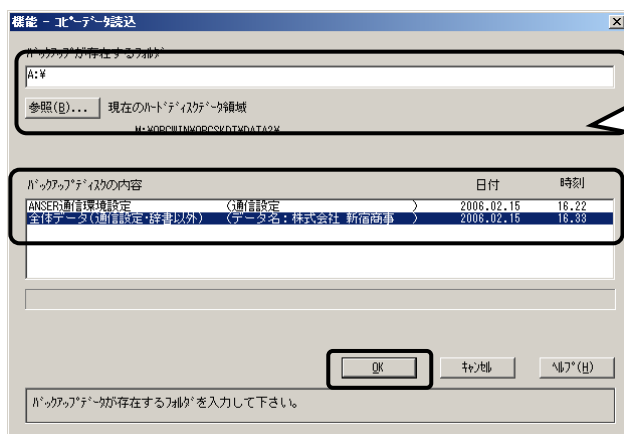 機能 - ｺﾋﾟｰﾃﾞｰﾀ読込
ﾊﾞｯｸｱｯﾌﾟが存在するﾌｫﾙﾀﾞ
A:¥
参照(B)... 現在のﾊｰﾄﾞﾃﾞｨｽｸﾃﾞｰﾀ領域
ﾊﾞｯｸｱｯﾌﾟﾃﾞｨｽｸの内容 日付 時刻
ANSER通信環境設定 (通信設定 ) 2006.02.15 16.22
全体データ(通信設定・辞書以外) (データ名:株式会社 新宿商事 ) 2006.02.15 16.33
OK ｷｬﾝｾﾙ ﾍﾙﾌﾟ(H)
ﾊﾞｯｸｱｯﾌﾟﾃﾞｰﾀが存在するﾌｫﾙﾀﾞを入力して下さい。